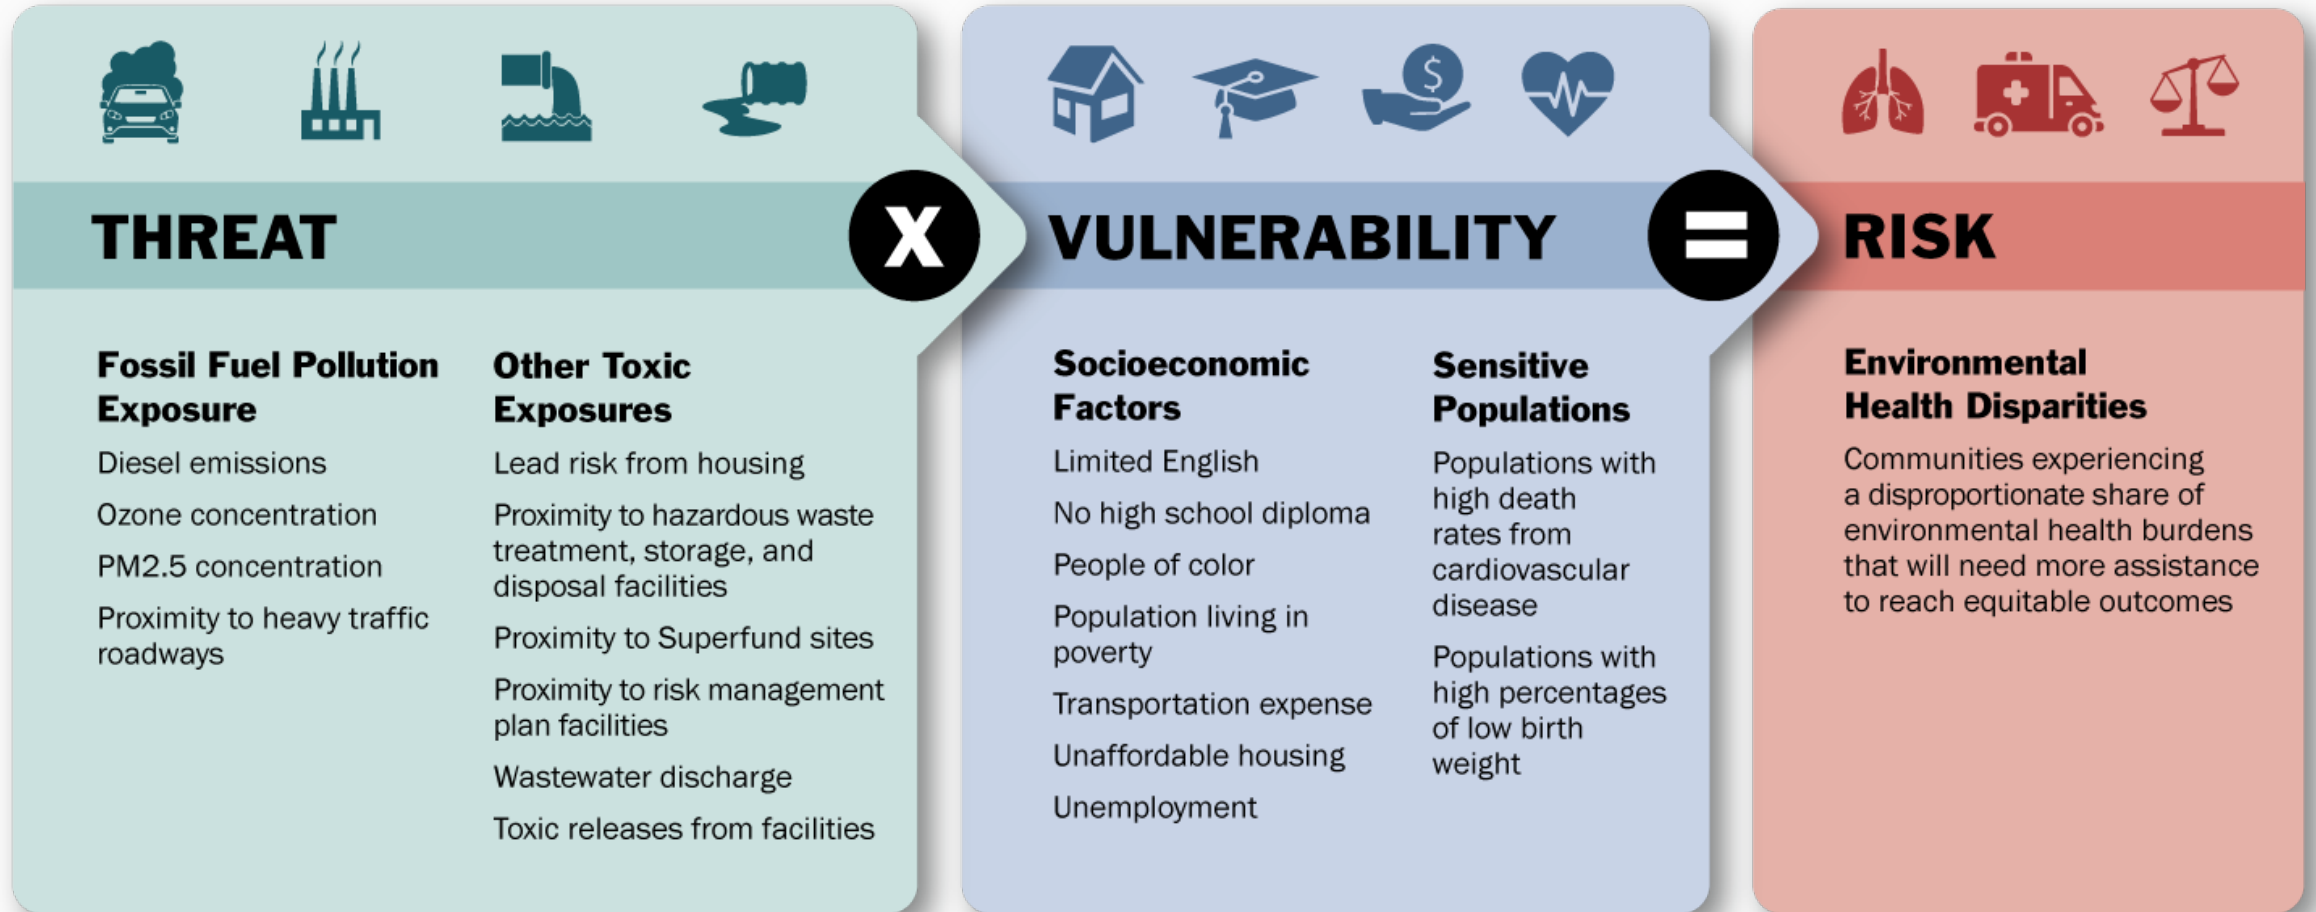 THREAT
X
VULNERABILITY
=
RISK
Fossil Fuel Pollution
Exposure
Diesel emissions
Ozone concentration
PM2.5 concentration
Proximity to heavy traffic
roadways
Other Toxic
Exposures
Lead risk from housing
Proximity to hazardous waste
treatment, storage, and
disposal facilities
Proximity to Superfund sites
Proximity to risk management
plan facilities
Wastewater discharge
Toxic releases from facilities
$
Socioeconomic
Factors
Limited English
No high school diploma
People of color
Population living in
poverty
Transportation expense
Unaffordable housing
Unemployment
Sensitive
Populations
Populations with
high death
rates from
cardiovascular
disease
Populations with
high percentages
of low birth
weight
Environmental
Health Disparities
Communities experiencing
a disproportionate share of
environmental health burdens
that will need more assistance
to reach equitable outcomes